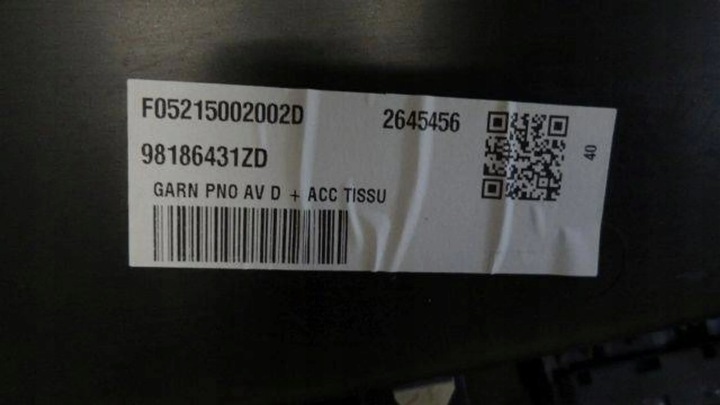 F05215002002D 2645456
98186431ZD
40
GARN PNO AV D + ACC TISSU